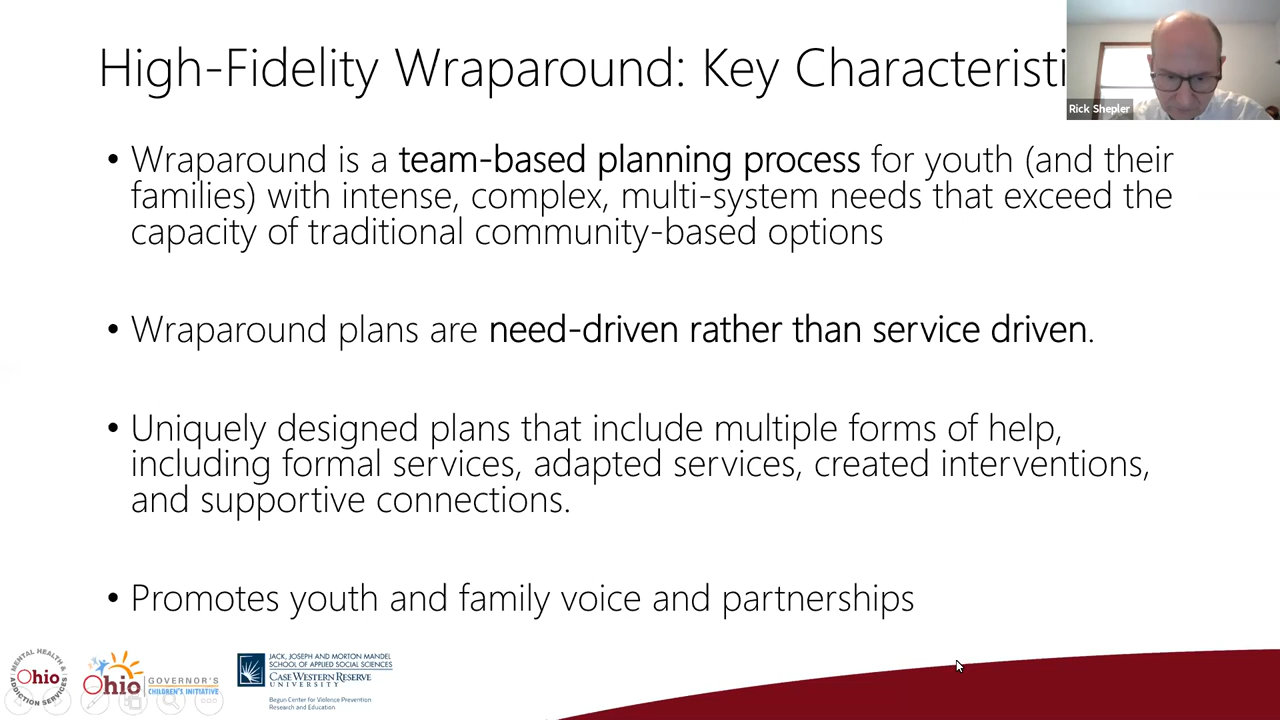 High-Fidelity Wraparound: Key Characteristi
Rick Shepler
• Wraparound is a team-based planning process for youth (and their
families) with intense, complex, multi-system needs that exceed the
capacity of traditional community-based options
• Wraparound plans are need-driven rather than service driven.
• Uniquely designed plans that include multiple forms of help,
including formal services, adapted services, created interventions,
and supportive connections.
• Promotes youth and family voice and partnerships
MENTAL HEALTH &
Ohio
ADDICTION SERVICES
Ohio
GOVERNOR'S
CHILDREN'S INITIATIVE
JACK, JOSEPH AND MORTON MANDEL
SCHOOL OF APPLIED SOCIAL SCIENCES
CASE WESTERN RESERVE
UNIVERSITY
Begun Center for Violence Prevention
Research and Education